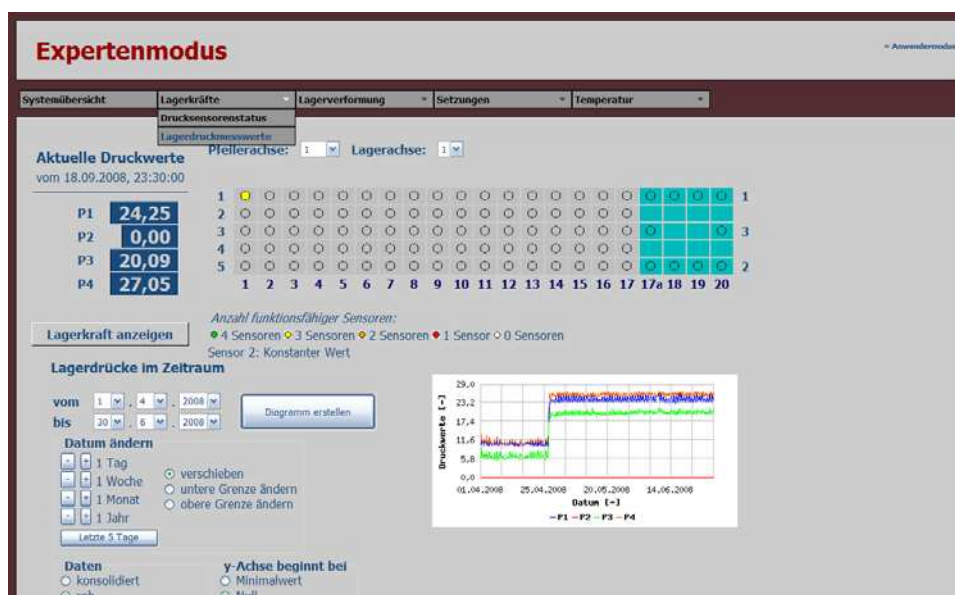 Expertenmodus
» Anwendermodus
Systemübersicht Lagerkräfte Lagerverformung Setzungen Temperatur
Drucksensorenstatus
Lagerdruckmesswerte
Pfeilerachse: 1 Lagerachse: 1
Aktuelle Druckwerte
vom 18.09.2008, 23:30:00
P1 24,25
P2 0,00
P3 20,09
P4 27,05
1 1
2
3 3
4
5 2
1 2 3 4 5 6 7 8 9 10 11 12 13 14 15 16 17 17a 18 19 20
Anzahl funktionsfähiger Sensoren:
4 Sensoren 3 Sensoren 2 Sensoren 1 Sensor 0 Sensoren
Sensor 2: Konstanter Wert
Lagerkraft anzeigen
Lagerdrücke im Zeitraum
vom 1 . 4 . 2008
bis 30 . 6 . 2008
Diagramm erstellen
Datum ändern
- + 1 Tag
- + 1 Woche
- + 1 Monat
- + 1 Jahr
verschieben
untere Grenze ändern
obere Grenze ändern
Letzte 5 Tage
Druckwerte [-]
29,0
23,2
17,4
11,6
5,8
0,0
01.04.2008 25.04.2008 20.05.2008 14.06.2008
Datum [-]
P1 P2 P3 P4
Daten
konsolidiert
y-Achse beginnt bei
Minimalwert
Null